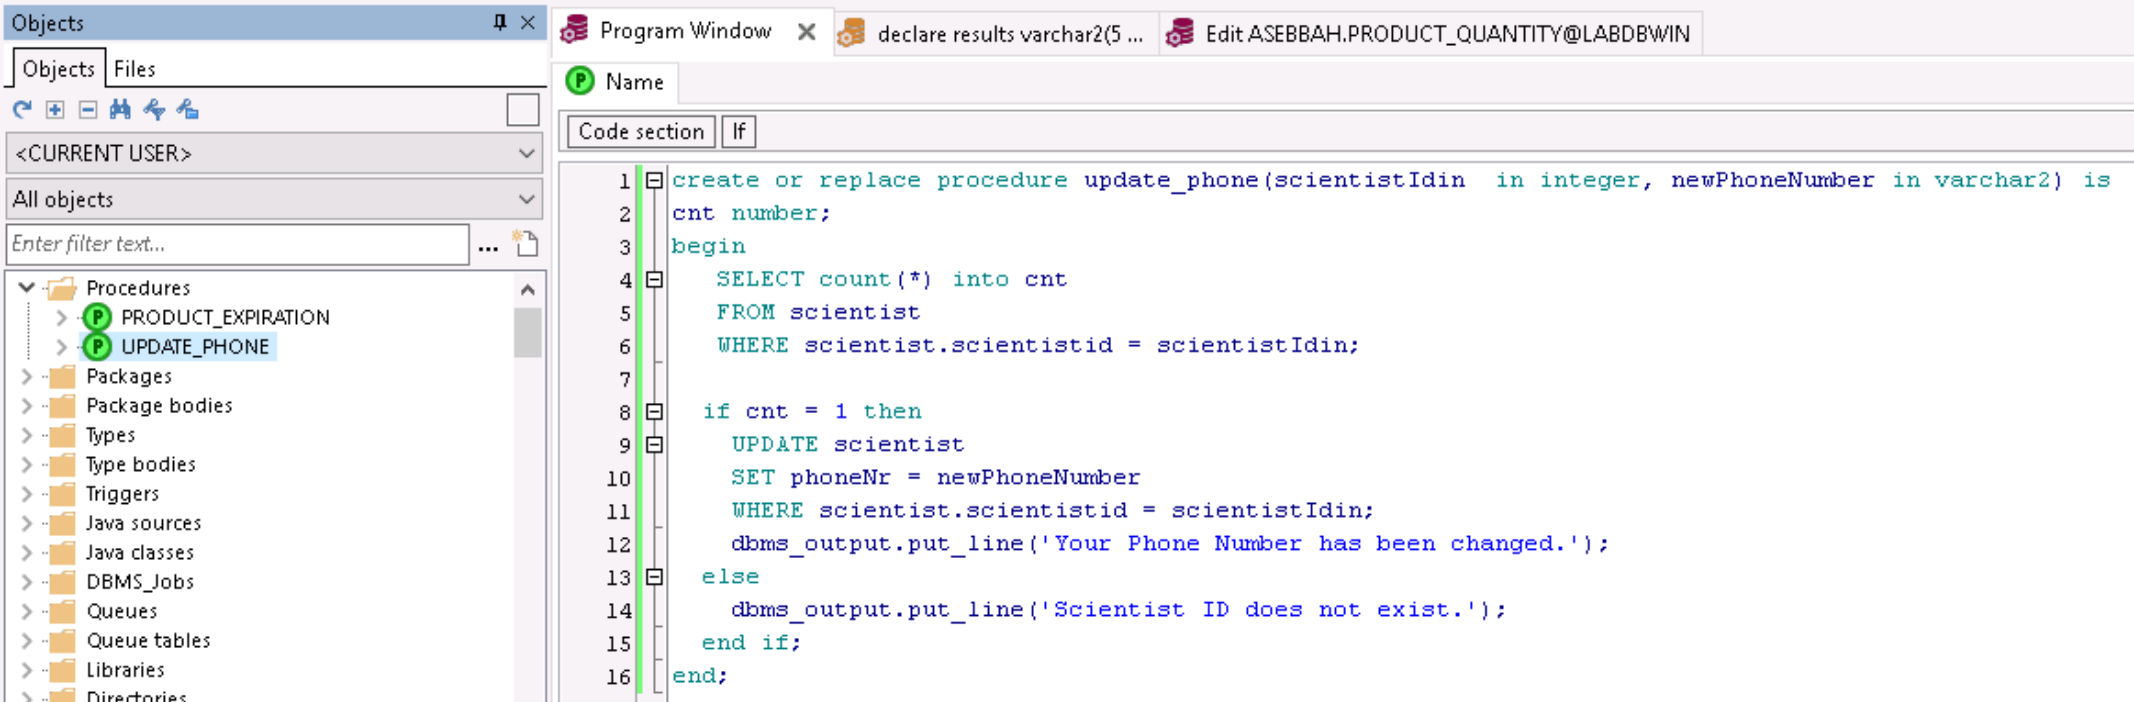 Objects
Objects Files
<CURRENT USER>
All objects
Enter filter text...
...
Procedures
PRODUCT_EXPIRATION
UPDATE_PHONE
Packages
Package bodies
Types
Type bodies
Triggers
Java sources
Java classes
DBMS_Jobs
Queues
Queue tables
Libraries
Directories
Program Window declare results varchar2(5 ... Edit ASEBBAH.PRODUCT_QUANTITY@LABDBWIN
P Name
Code section If
1 create or replace procedure update_phone(scientistIdin  in integer, newPhoneNumber in varchar2) is
2 cnt number;
3 begin
4 SELECT count(*) into cnt
5 FROM scientist
6 WHERE scientist.scientistid = scientistIdin;
7
8 if cnt = 1 then
9 UPDATE scientist
10 SET phoneNr = newPhoneNumber
11 WHERE scientist.scientistid = scientistIdin;
12 dbms_output.put_line('Your Phone Number has been changed.');
13 else
14 dbms_output.put_line('Scientist ID does not exist.');
15 end if;
16 end;